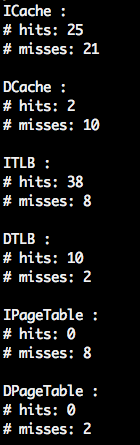 ICache :
# hits: 25
# misses: 21
DCache :
# hits: 2
# misses: 10
ITLB :
# hits: 38
# misses: 8
DTLB :
# hits: 10
# misses: 2
IPageTable :
# hits: 0
# misses: 8
DPageTable :
# hits: 0
# misses: 2